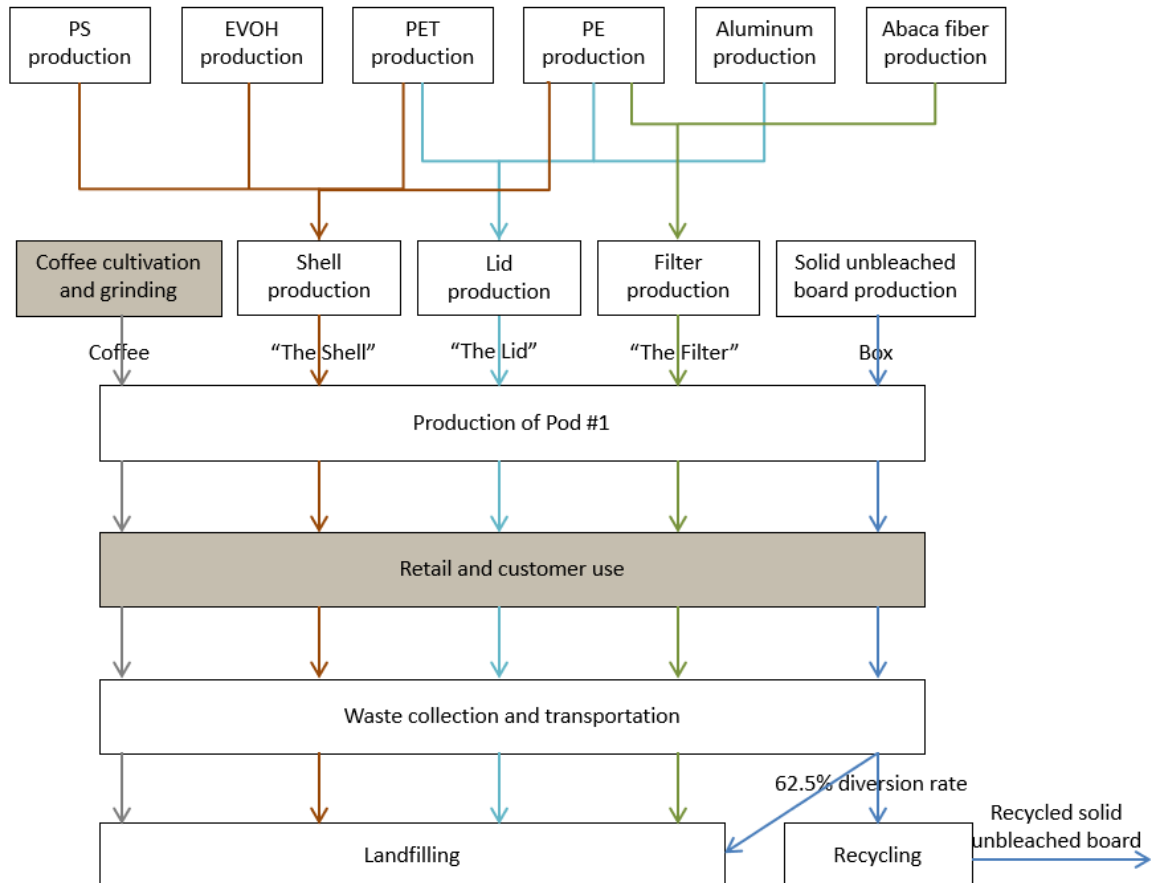 PS
production
EVOH
production
PET
production
PE
production
Aluminum
production
Abaca fiber
production
Coffee cultivation
and grinding
Shell
production
Lid
production
Filter
production
Solid unbleached
board production
Coffee
“The Shell”
“The Lid”
“The Filter”
Box
Production of Pod #1
Retail and customer use
Waste collection and transportation
62.5% diversion rate
Landfilling
Recycling
Recycled solid
unbleached board